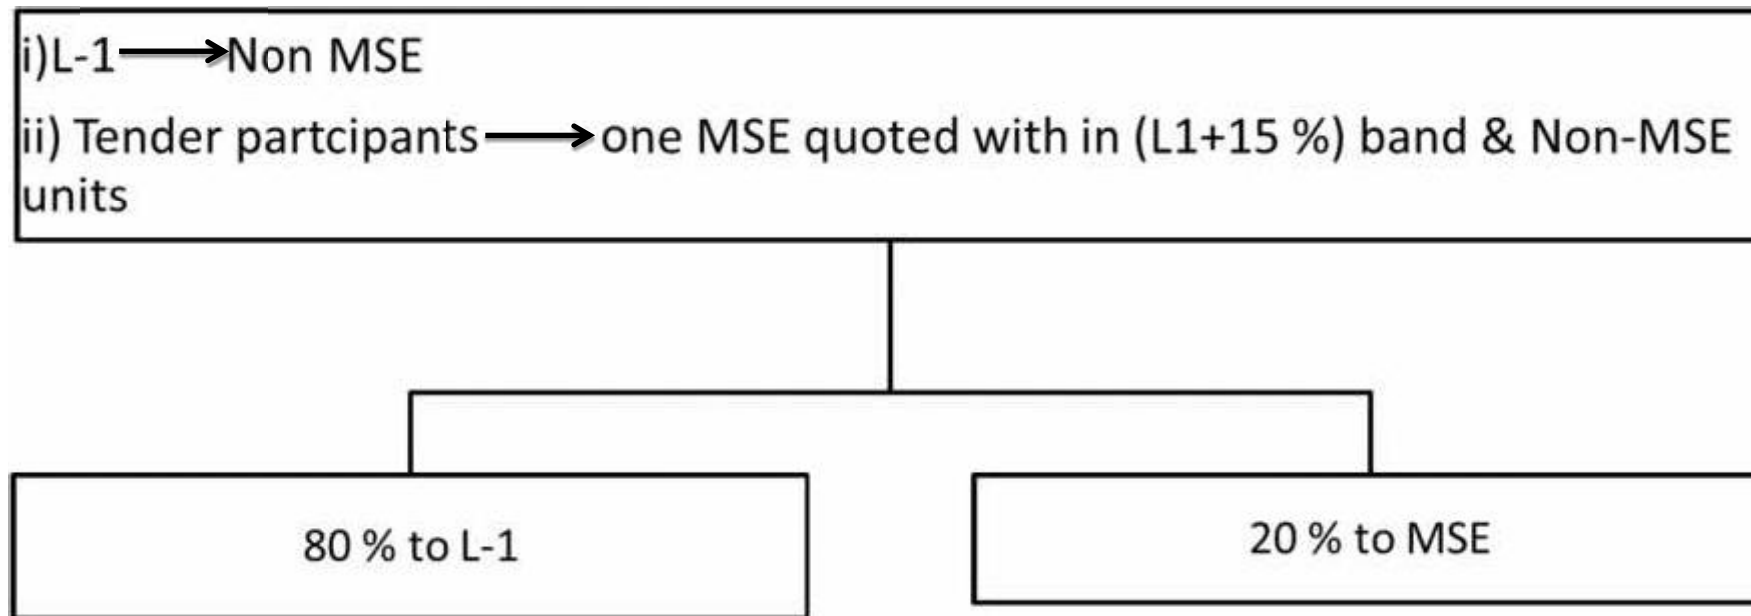 i)L-1 Non MSE
ii) Tender partcipants one MSE quoted with in (L1+15 %) band & Non-MSE
units
80 % to L-1
20 % to MSE